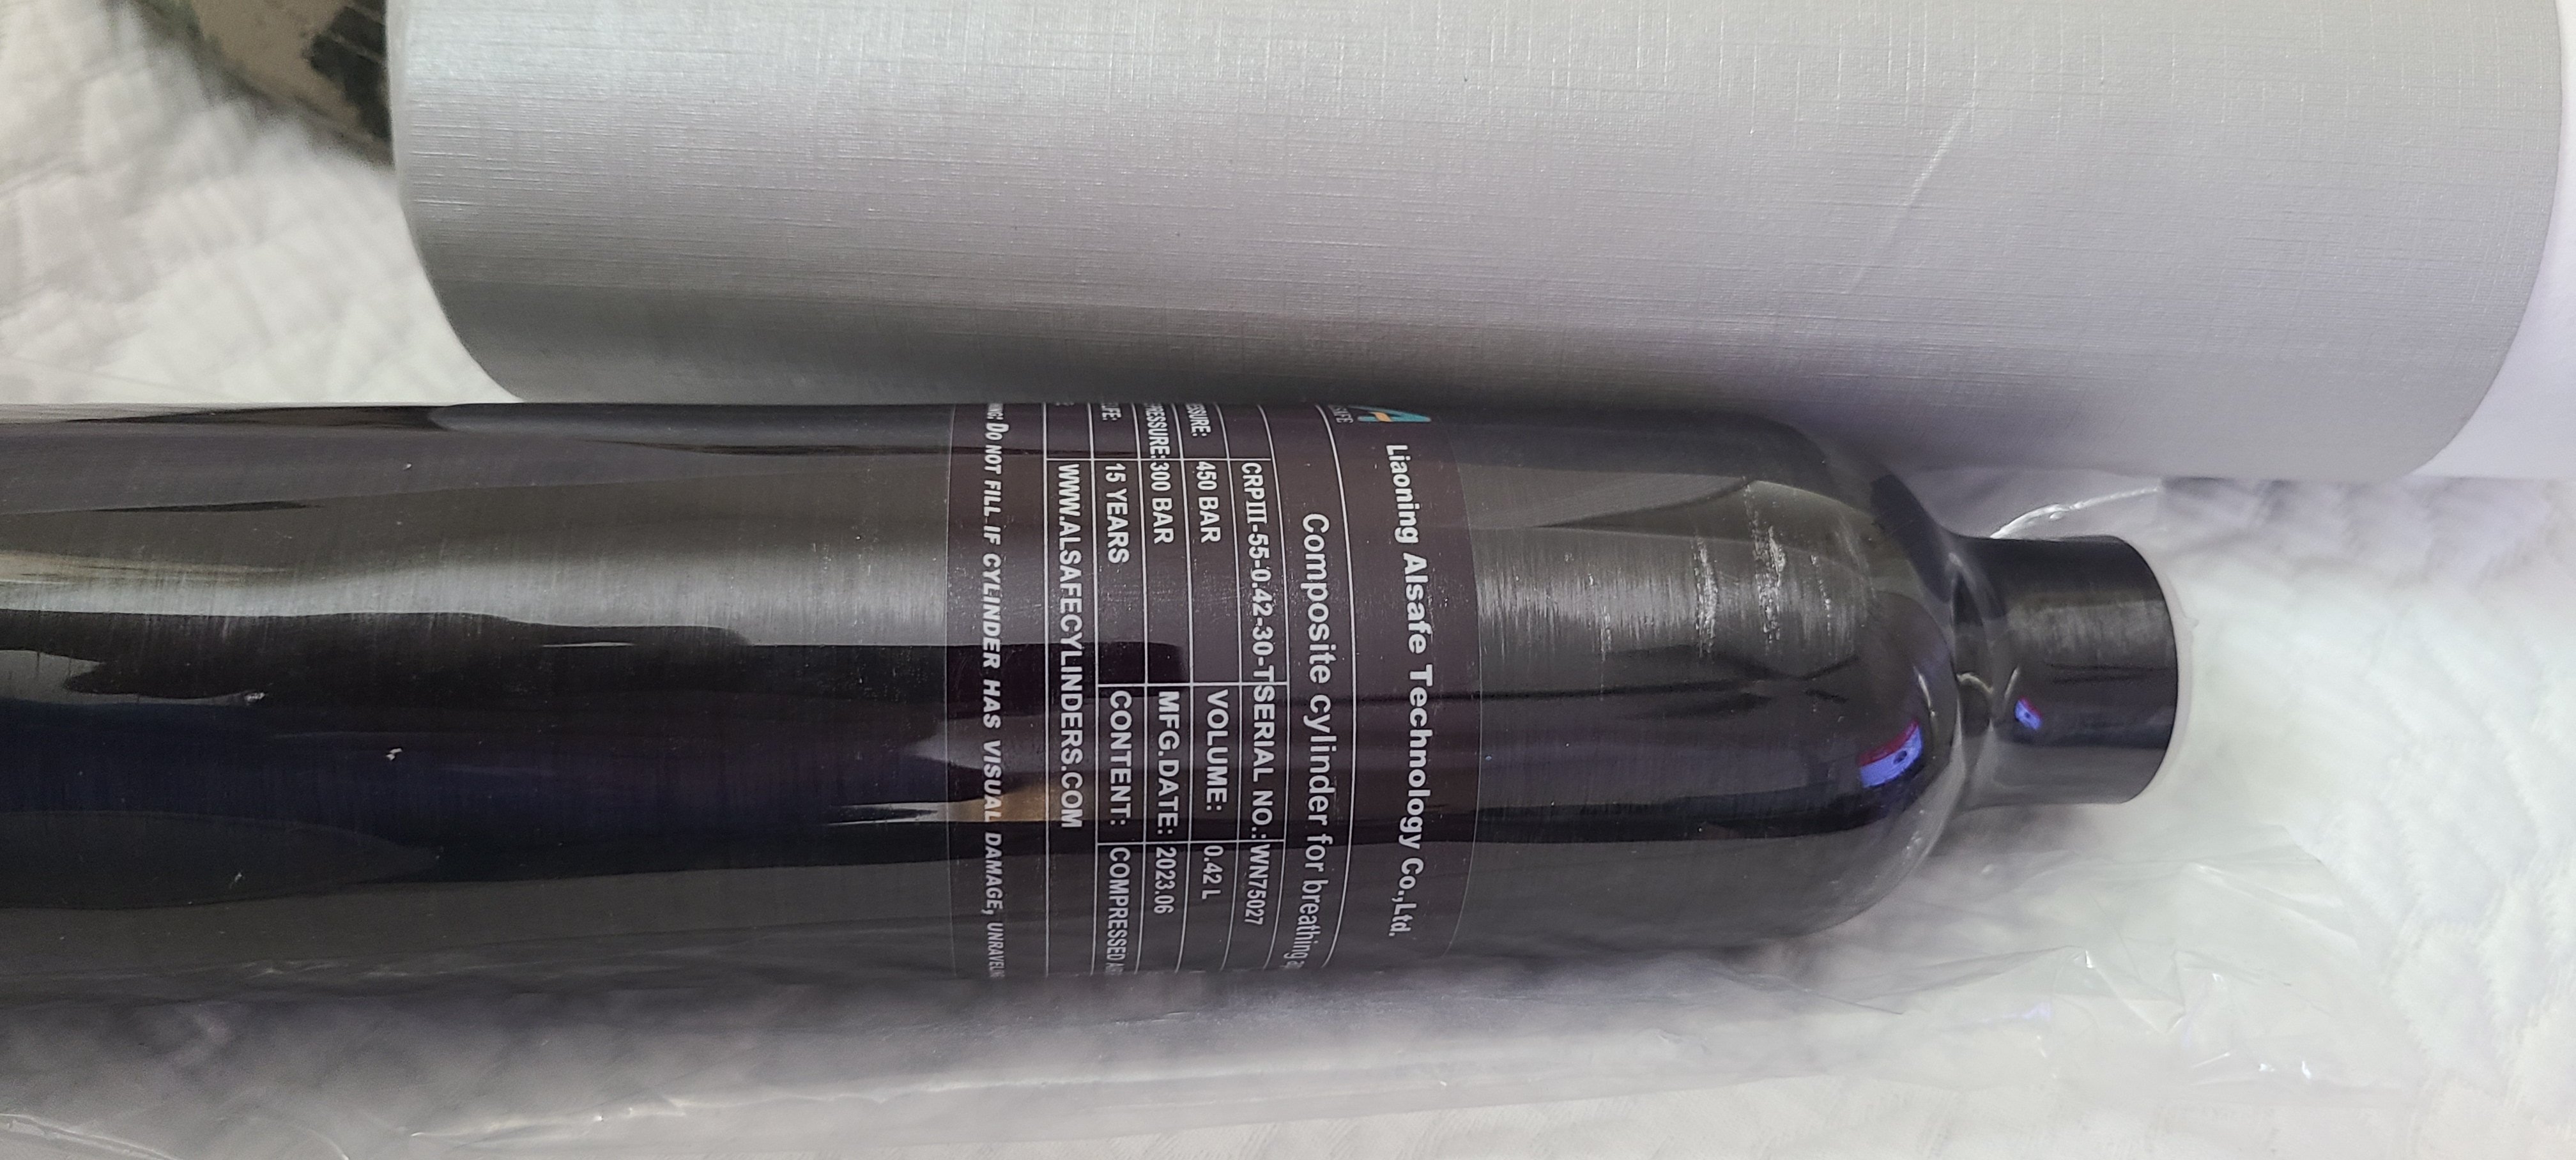 Liaoning Alsafe Technology Co.,Ltd.
Composite cylinder for breathing
CRPIII-55-0.42-30-T SERIAL NO.: WN75027
450 BAR VOLUME: 0.42 L
300 BAR MFG.DATE: 2023.06
15 YEARS CONTENT: COMPRESSED
WWW.ALSAFECYLINDERS.COM
DO NOT FILL IF CYLINDER HAS VISUAL DAMAGE,